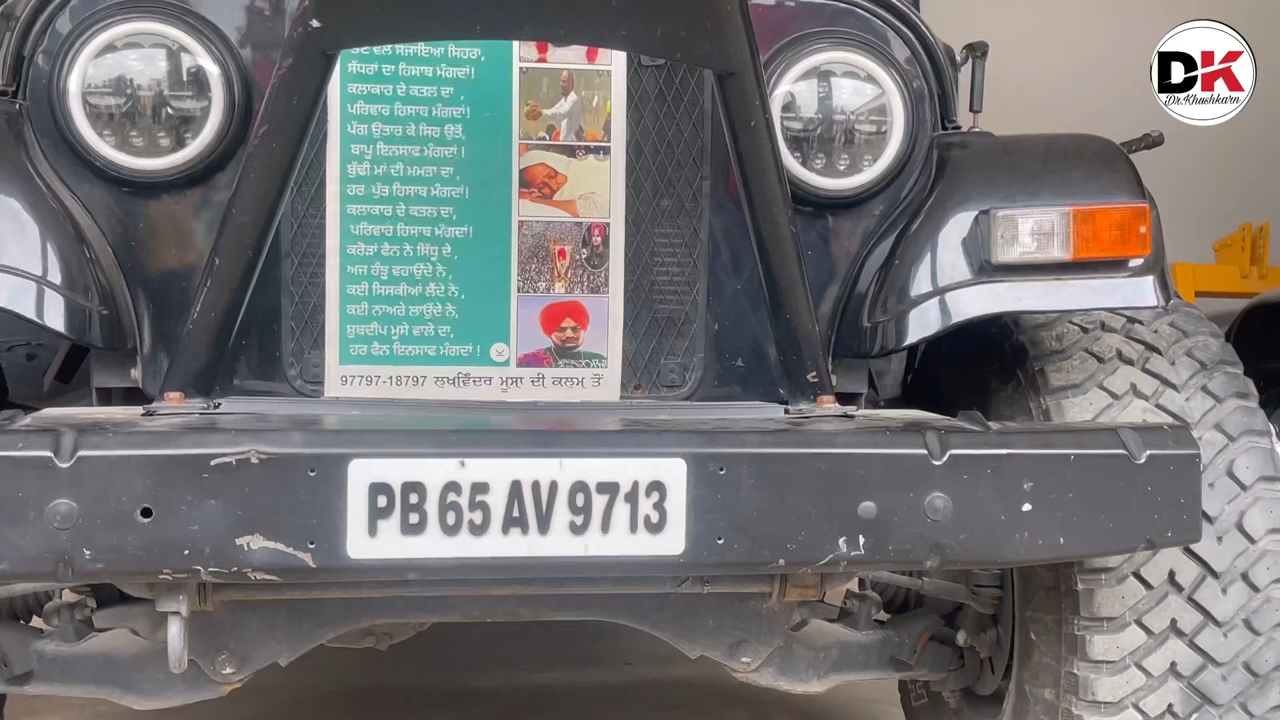 ਸੱਧਰਾਂ ਦਾ ਹਿਸਾਬ ਮੰਗਦਾਂ!
ਕਲਾਕਾਰ ਦੇ ਕਤਲ ਦਾ ,
ਪਰਿਵਾਰ ਹਿਸਾਬ ਮੰਗਦਾਂ!
ਪੱਗ ਉਤਾਰ ਕੇ ਸਿਰ ਉਤੋਂ,
ਬਾਪੂ ਇਨਸਾਫ ਮੰਗਦਾਂ !
ਬੁੱਢੀ ਮਾਂ ਦੀ ਮਮਤਾ ਦਾ ,
ਹਰ ਪੁੱਤ ਹਿਸਾਬ ਮੰਗਦਾਂ!
ਕਲਾਕਾਰ ਦੇ ਕਤਲ ਦਾ,
ਪਰਿਵਾਰ ਹਿਸਾਬ ਮੰਗਦਾਂ!
ਕਰੋੜਾਂ ਫੈਨ ਨੇ ਸਿੱਧੂ ਦੇ ,
ਅਜ ਹੰਝੂ ਵਹਾਉਂਦੇ ਨੇ ,
ਕਈ ਸਿਸਕੀਆਂ ਲੈਂਦੇ ਨੇ ,
ਕਈ ਨਾਅਰੇ ਲਾਉਂਦੇ ਨੇ,
ਸ਼ੁਬਦੀਪ ਮੂਸੇ ਵਾਲੇ ਦਾ,
ਹਰ ਫੈਨ ਇਨਸਾਫ ਮੰਗਦਾਂ !
97797-18797 ਲਖਵਿੰਦਰ ਮੂਸਾ ਦੀ ਕਲਮ ਤੋਂ
PB 65 AV 9713
DK
Dr.Khushkarn